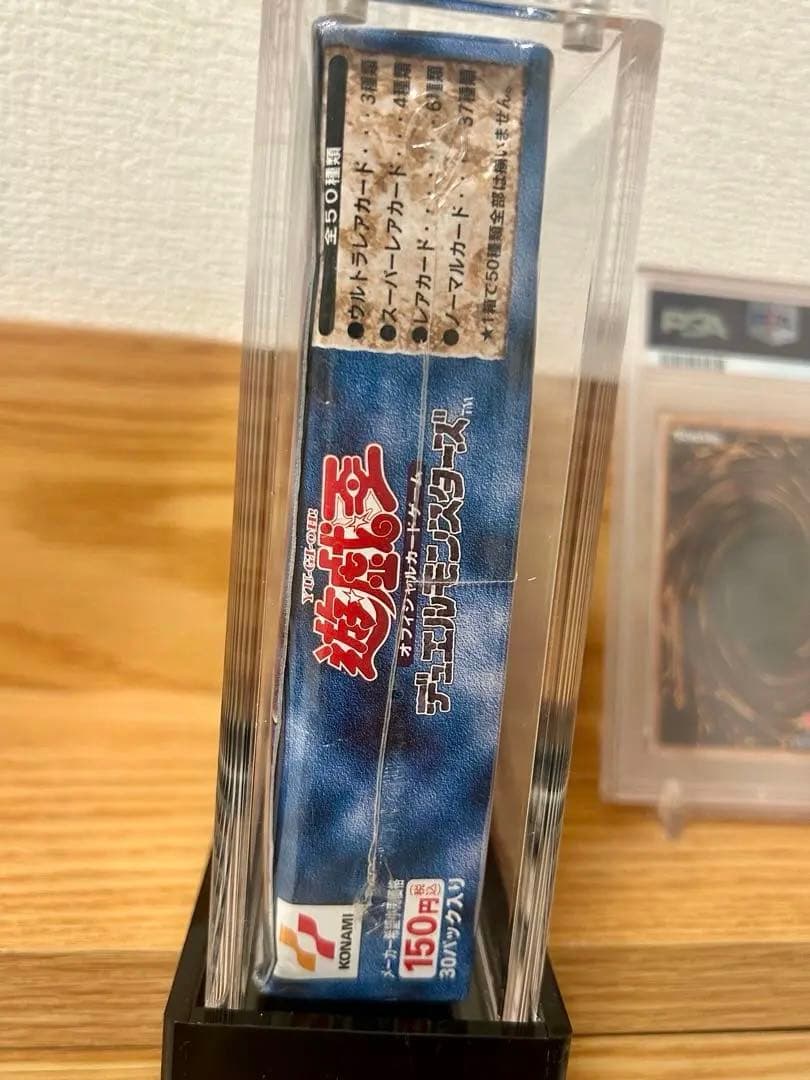 全50種類
●ウルトラレアカード・・・3種類
●スーパーレアカード・・・4種類
●レアカード・・・・・・6種類
●ノーマルカード・・・37種類
★1箱で50種類全部は揃いません。
YU-GI-OH!
遊戯王
オフィシャルカードゲーム
デュエルモンスターズ™
KONAMI
メーカー希望小売価格
150円(税込)
30パック入り
PSA